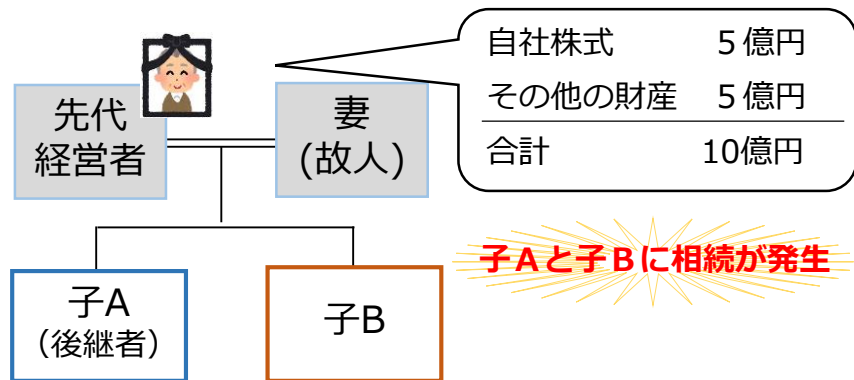 自社株式 5億円
その他の財産 5億円
合計 10億円
先代
経営者
妻
(故人)
子Aと子Bに相続が発生
子A
(後継者)
子B